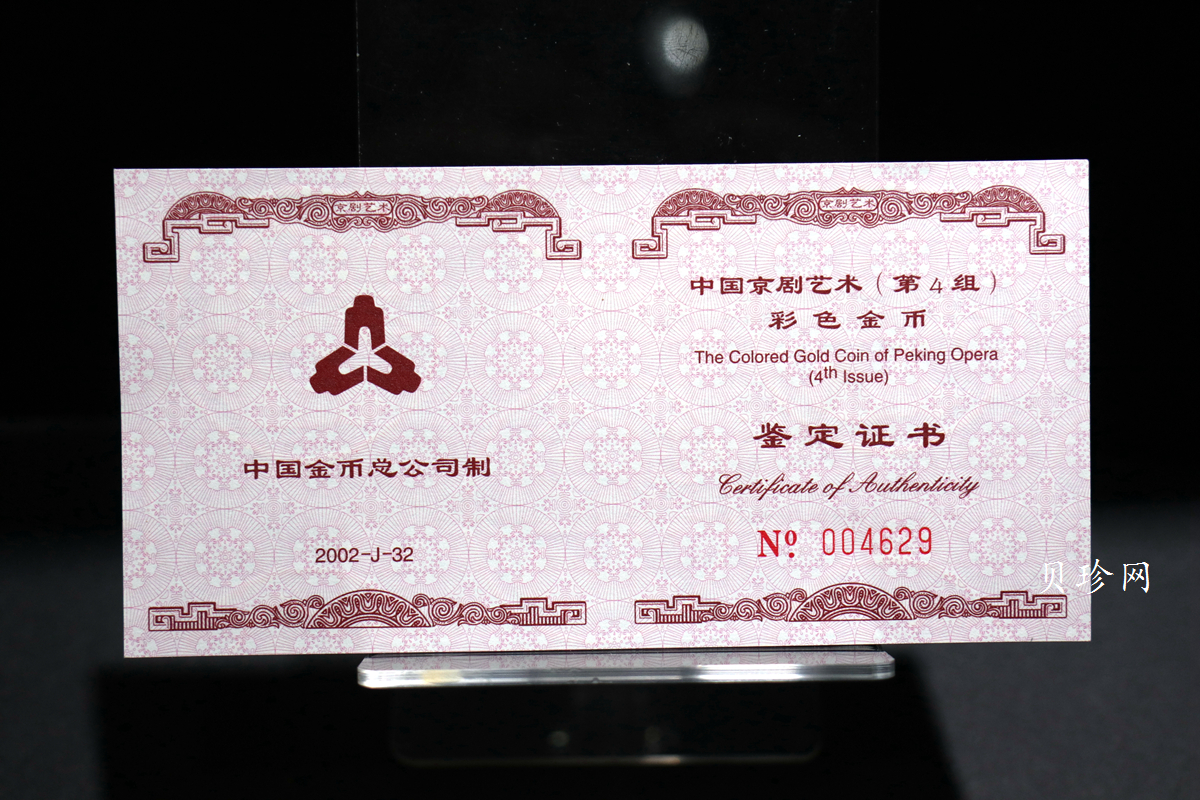 京剧艺术
中国金币总公司制
2002-J-32
京剧艺术
中国京剧艺术（第4组）
彩色金币
The Colored Gold Coin of Peking Opera
(4th Issue)
鉴定证书
Certificate of Authenticity
Nº 004629
贝珍网